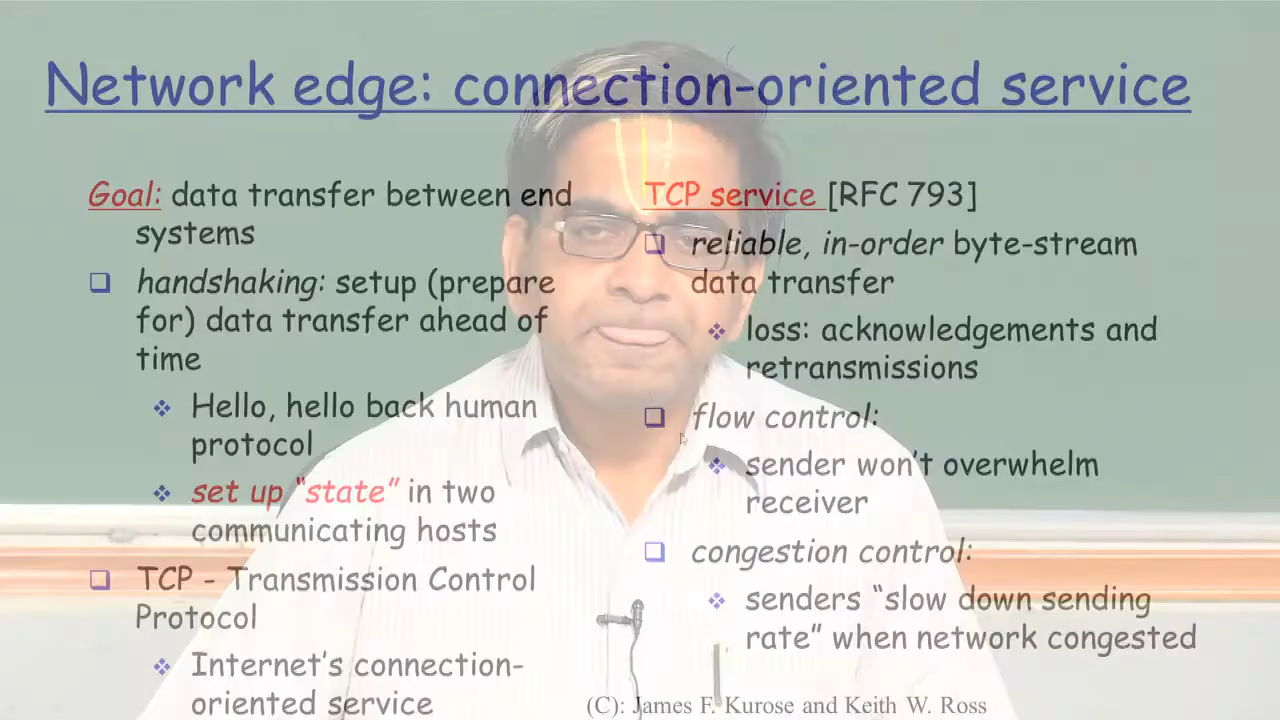 Network edge: connection-oriented service
Goal: data transfer between end
systems
handshaking: setup (prepare
for) data transfer ahead of
time
Hello, hello back human
protocol
set up “state” in two
communicating hosts
TCP - Transmission Control
Protocol
Internet’s connection-
oriented service
TCP service [RFC 793]
reliable, in-order byte-stream
data transfer
loss: acknowledgements and
retransmissions
flow control:
sender won’t overwhelm
receiver
congestion control:
senders “slow down sending
rate” when network congested
(C): James F. Kurose and Keith W. Ross